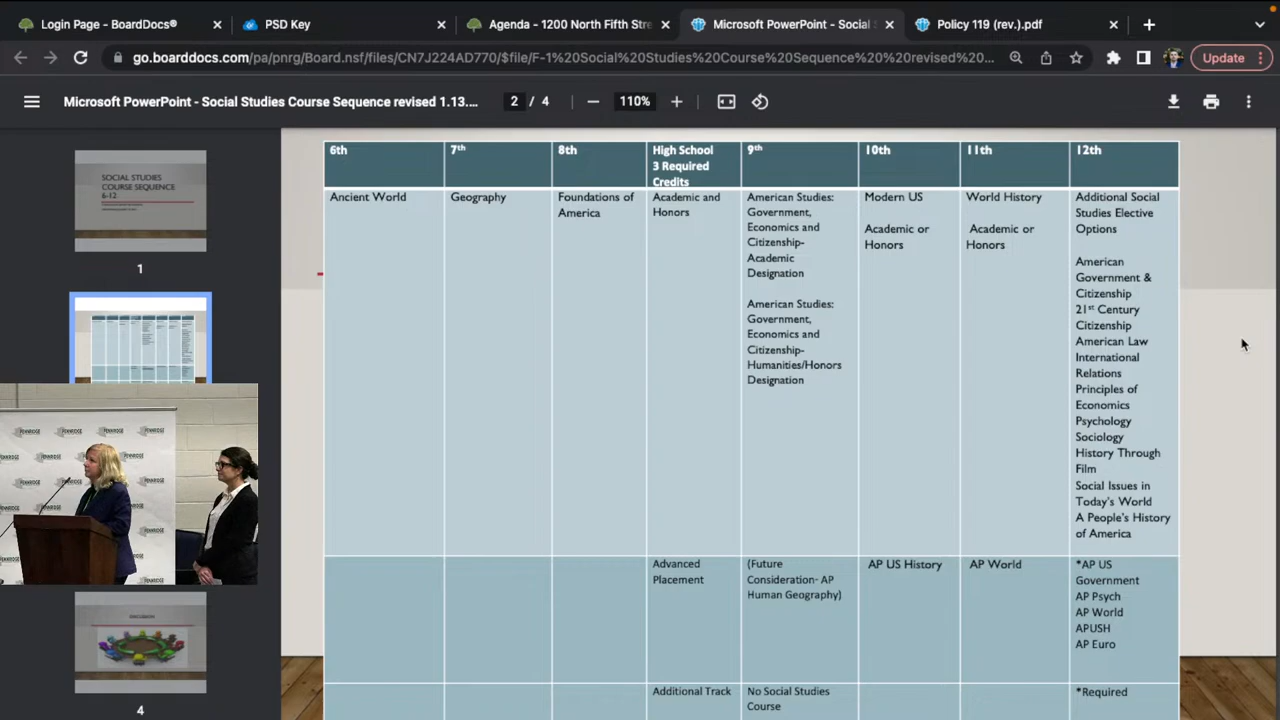 Login Page - BoardDocs®
PSD Key
Agenda - 1200 North Fifth Stre
Microsoft PowerPoint - Social S
Policy 119 (rev.).pdf
go.boarddocs.com/pa/pnrg/Board.nsf/files/CN7J224AD770/$file/F-1%20Social%20Studies%20Course%20Sequence%20%20revised%20...
Update
Microsoft PowerPoint - Social Studies Course Sequence revised 1.13....
2 / 4
110%
SOCIAL STUDIES
COURSE SEQUENCE
6-12
1
DISCUSSION
4
PENNRIDGE
6th
7th
8th
High School
3 Required
Credits
9th
10th
11th
12th
Ancient World
Geography
Foundations of
America
Academic and
Honors
American Studies:
Government,
Economics and
Citizenship-
Academic
Designation
American Studies:
Government,
Economics and
Citizenship-
Humanities/Honors
Designation
Modern US
Academic or
Honors
World History
Academic or
Honors
Additional Social
Studies Elective
Options
American
Government &
Citizenship
21st Century
Citizenship
American Law
International
Relations
Principles of
Economics
Psychology
Sociology
History Through
Film
Social Issues in
Today's World
A People's History
of America
Advanced
Placement
(Future
Consideration- AP
Human Geography)
AP US History
AP World
*AP US
Government
AP Psych
AP World
APUSH
AP Euro
Additional Track
No Social Studies
Course
*Required